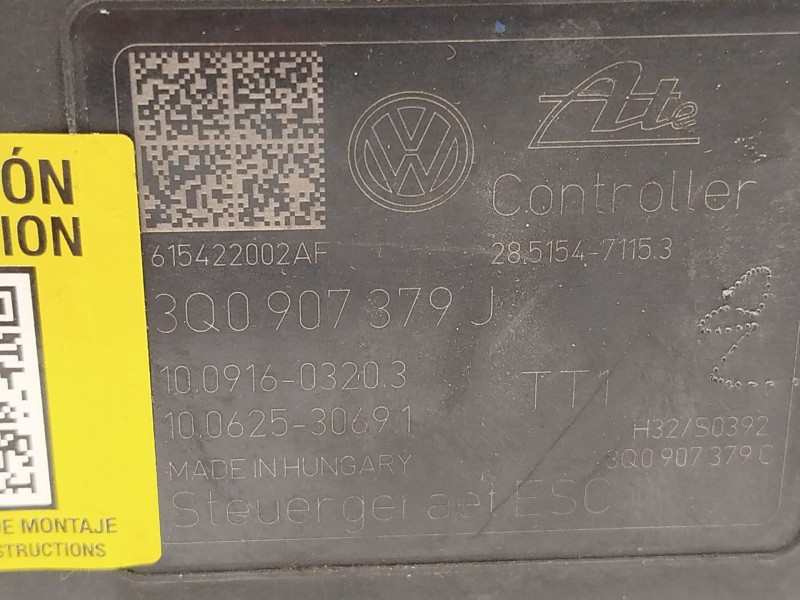 Ate
Controller
615422002AF
28.5154-7115.3
3Q0 907 379 J
10.0916-0320.3
TT1
10.0625-3069.1
H32/S0392
MADE IN HUNGARY
3Q0 907 379 C
Steuergeraet ESC
ÓN
ION
DE MONTAJE
STRUCTIONS